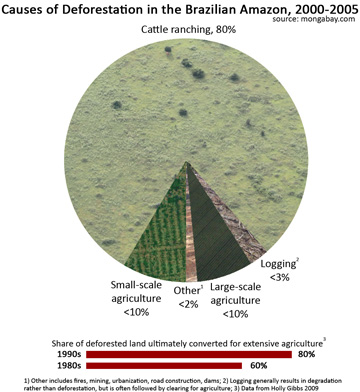 Causes of Deforestation in the Brazilian Amazon, 2000-2005
source: mongabay.com
Cattle ranching, 80%
Small-scale
agriculture
<10%
Other1
<2%
Large-scale
agriculture
<10%
Logging2
<3%
Share of deforested land ultimately converted for extensive agriculture3
1990s 80%
1980s 60%
1) Other includes fires, mining, urbanization, road construction, dams; 2) Logging generally results in degradation
rather than deforestation, but is often followed by clearing for agriculture; 3) Data from Holly Gibbs 2009